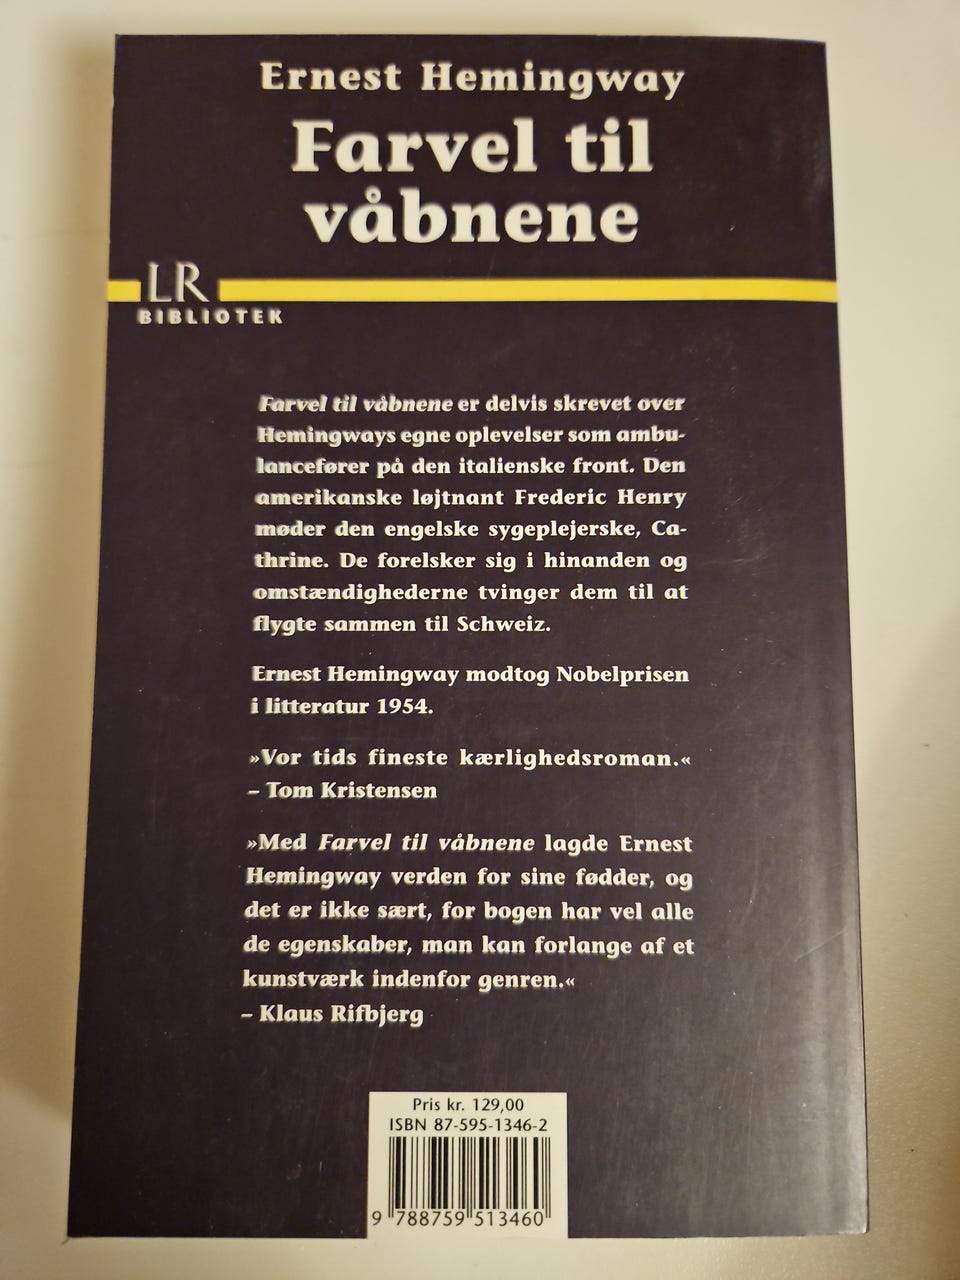 Ernest Hemingway
Farvel til
våbnene
LR
BIBLIOTEK
Farvel til våbnene er delvis skrevet over
Hemingways egne oplevelser som ambu-
lancefører på den italienske front. Den
amerikanske løjtnant Frederic Henry
møder den engelske sygeplejerske, Ca-
thrine. De forelsker sig i hinanden og
omstændighederne tvinger dem til at
flygte sammen til Schweiz.
Ernest Hemingway modtog Nobelprisen
i litteratur 1954.
»Vor tids fineste kærlighedsroman.«
– Tom Kristensen
»Med Farvel til våbnene lagde Ernest
Hemingway verden for sine fødder, og
det er ikke sært, for bogen har vel alle
de egenskaber, man kan forlange af et
kunstværk indenfor genren.«
– Klaus Rifbjerg
Pris kr. 129,00
ISBN 87-595-1346-2
9 788759 513460